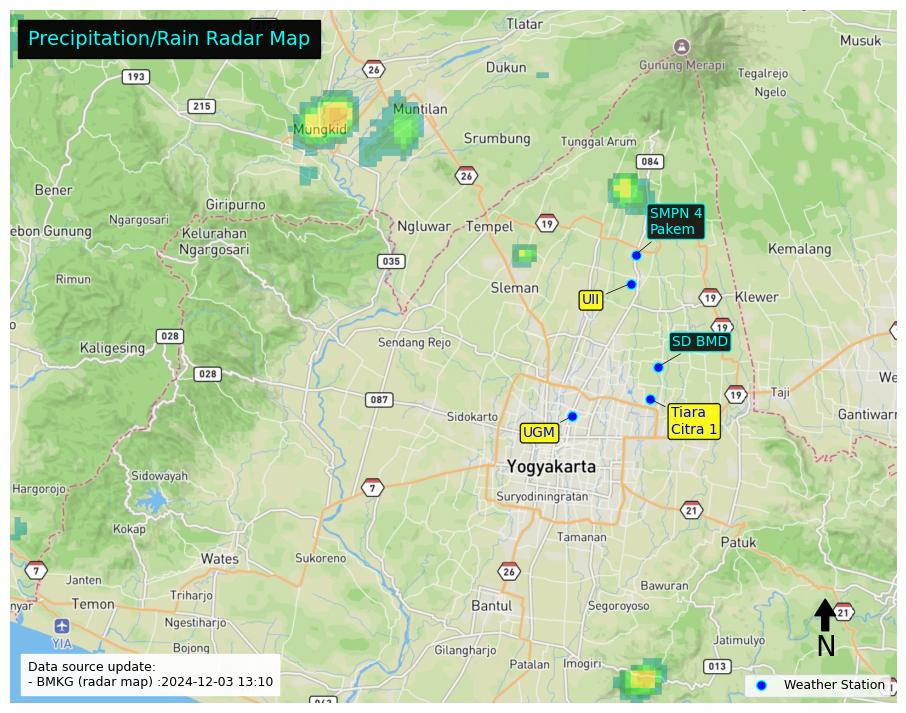 Precipitation/Rain Radar Map
Tlatar
Musuk
Gunung Merapi
26
Dukun
Tegalrejo
193
Ngelo
215
Muntilan
Mungkid
Srumbung
Tunggal Arum
084
26
Bener
Giripurno
SMPN 4
Pakem
Ngargosari
Ngluwar
Tempel
19
ebon Gunung
Kelurahan
Ngargosari
Kemalang
035
Rimun
Sleman
UII
19
Klewer
19
028
Sendang Rejo
SD BMD
Kaligesing
028
087
19
Taji
We
Sidokarto
Tiara
Citra 1
Gantiwarn
UGM
Yogyakarta
Sidowayah
Hargorojo
7
Suryodiningratan
21
Kokap
Tamanan
Patuk
Wates
Sukoreno
7
Janten
26
Bawuran
Triharjo
nyar
Temon
Bantul
Segoroyoso
21
YIA
Ngestiharjo
N
Bojong
Gilangharjo
Jatimulyo
Patalan
Imogiri
013
Data source update:
- BMKG (radar map) :2024-12-03 13:10
Weather Station